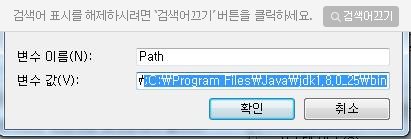 검색어 표시를 해제하시려면 '검색어끄기' 버튼을 클릭하세요. 검색어끄기
변수 이름(N): Path
변수 값(V): ;C:\Program Files\Java\jdk1.8.0_25\bin
확인 취소